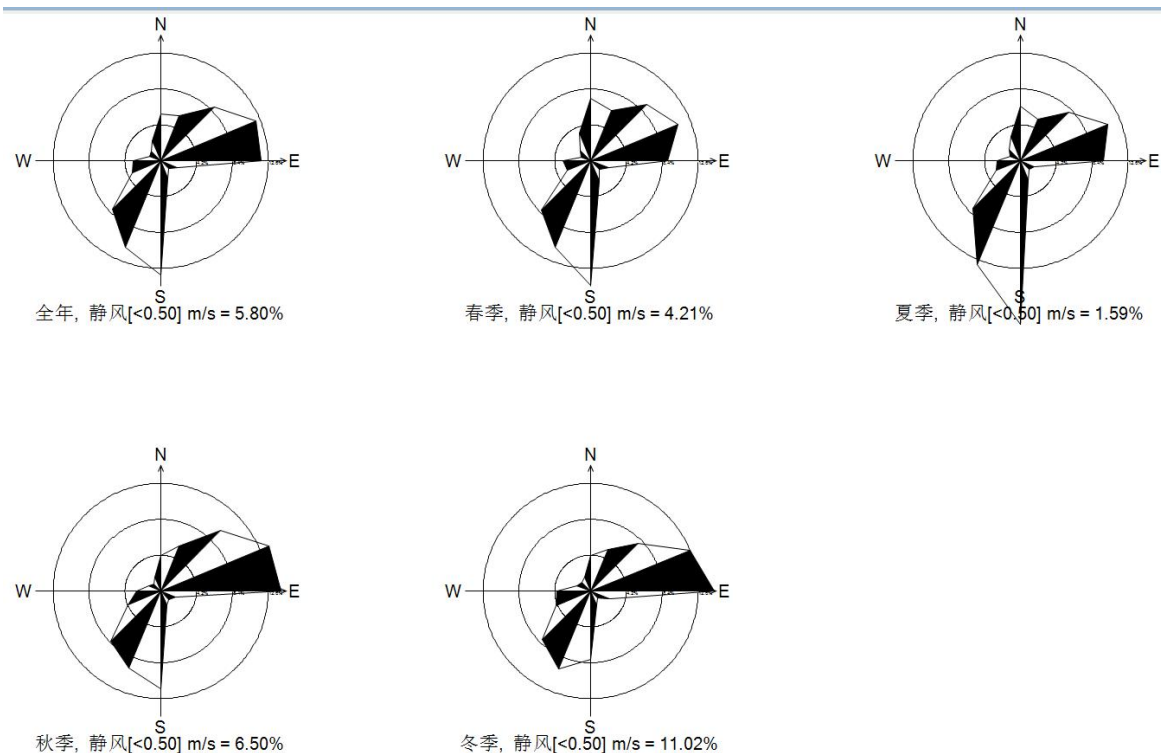 N
N
N
W
E
W
E
W
E
S
S
S
全年, 静风[<0.50] m/s = 5.80%
春季, 静风[<0.50] m/s = 4.21%
夏季, 静风[<0.50] m/s = 1.59%
N
N
W
E
W
E
S
S
秋季, 静风[<0.50] m/s = 6.50%
冬季, 静风[<0.50] m/s = 11.02%